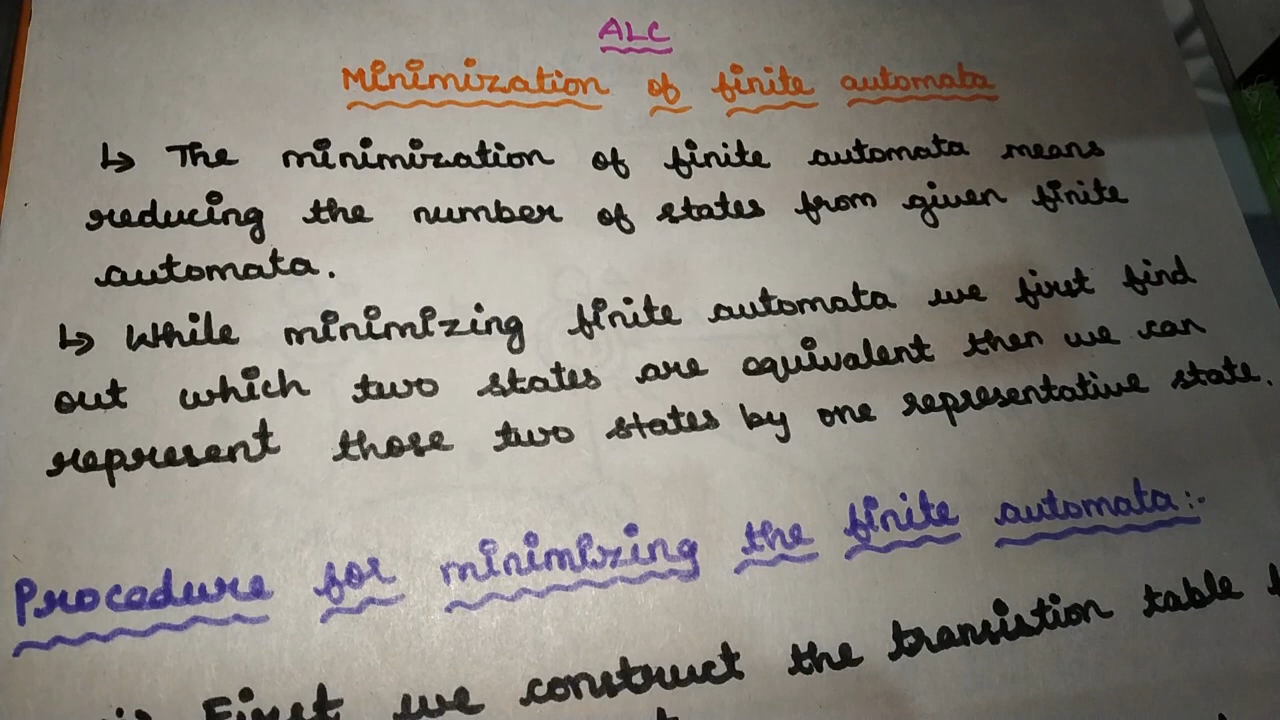 ALC
Minimization of finite automata
↳ The minimization of finite automata means
reducing the number of states from given finite
automata.
↳ While minimizing finite automata we first find
out which two states are equivalent then we can
represent those two states by one representative state.
Procedure for minimizing the finite automata:-
First we construct the transistion table